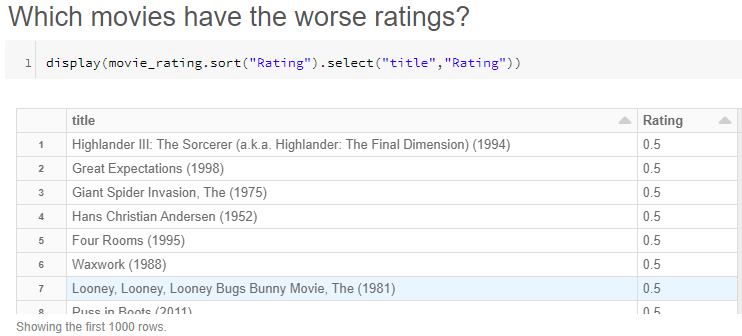 Which movies have the worse ratings?
1 display(movie_rating.sort("Rating").select("title","Rating"))
title Rating
1 Highlander III: The Sorcerer (a.k.a. Highlander: The Final Dimension) (1994) 0.5
2 Great Expectations (1998) 0.5
3 Giant Spider Invasion, The (1975) 0.5
4 Hans Christian Andersen (1952) 0.5
5 Four Rooms (1995) 0.5
6 Waxwork (1988) 0.5
7 Looney, Looney, Looney Bugs Bunny Movie, The (1981) 0.5
8 Puss in Boots (2011) 0.5
Showing the first 1000 rows.